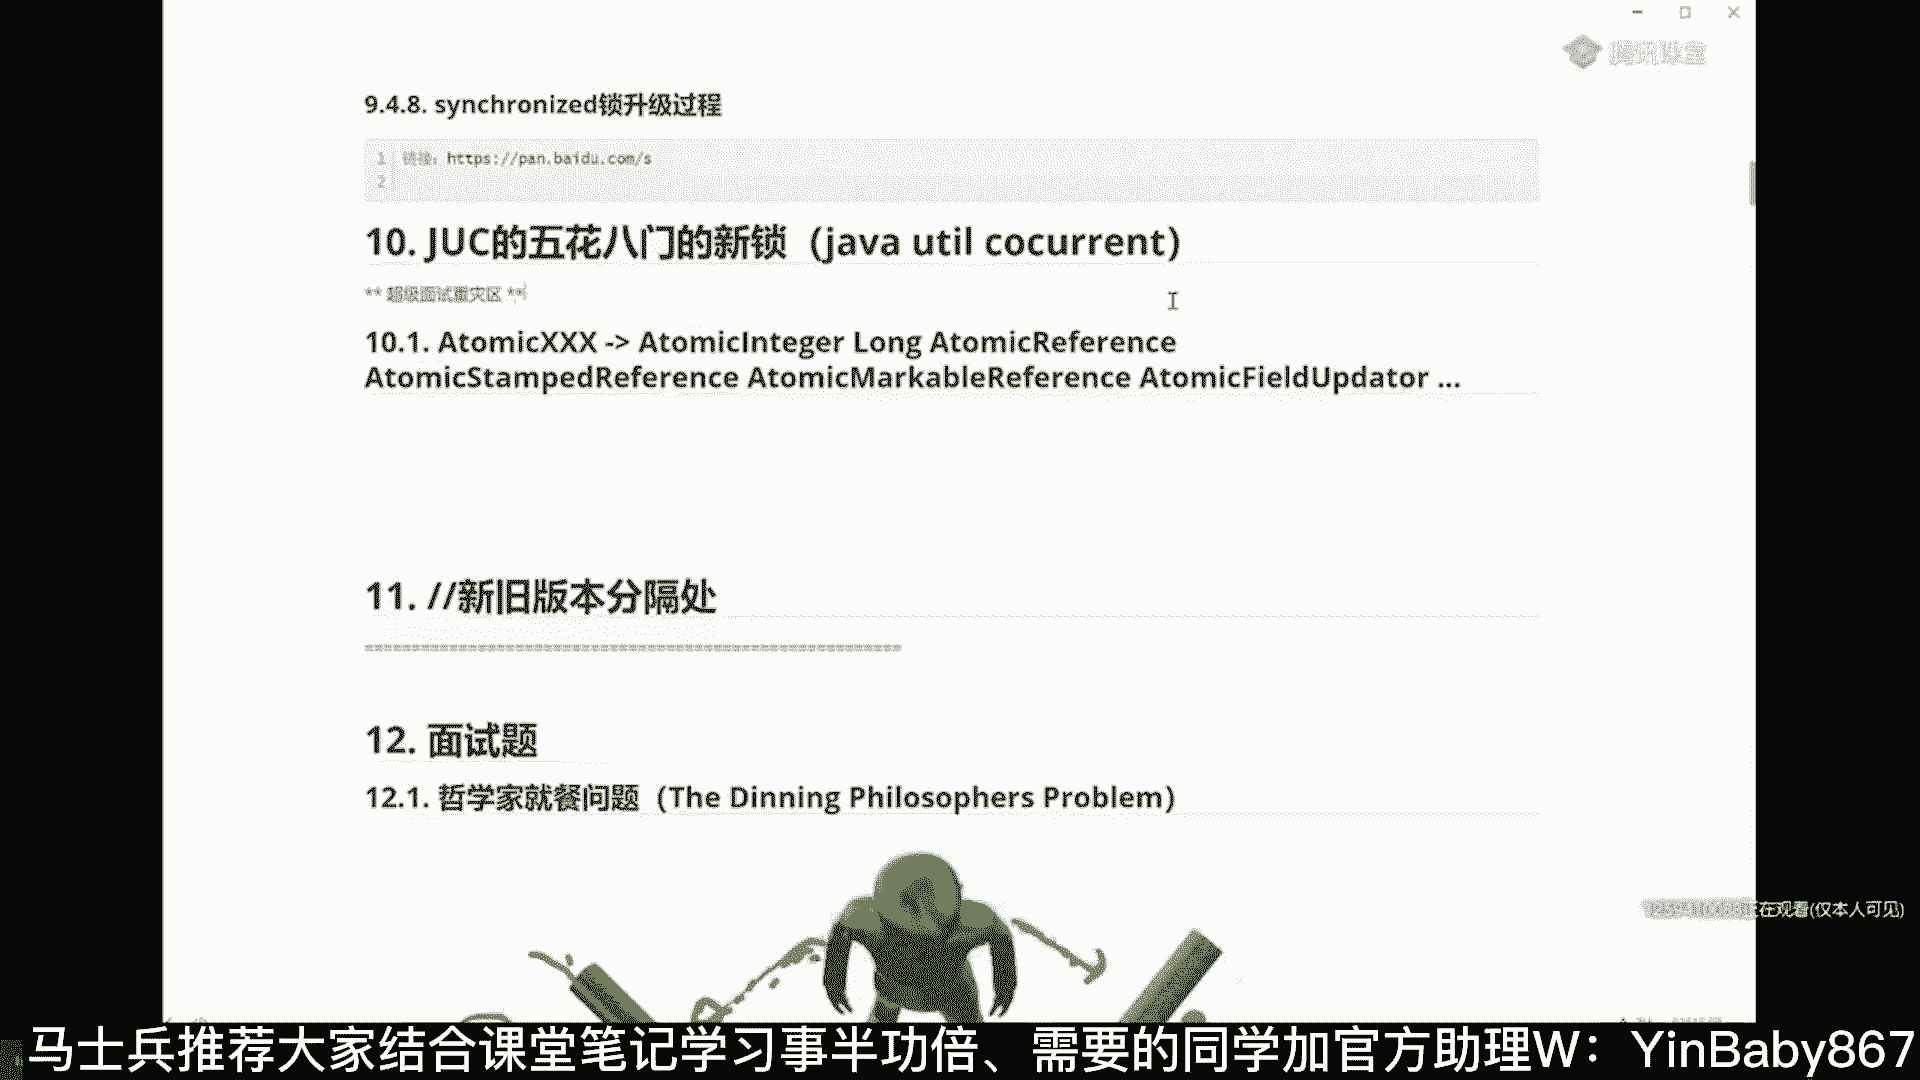 腾讯课堂
9.4.8. synchronized锁升级过程
1 链接：https://pan.baidu.com/s
2
10. JUC的五花八门的新锁（java util cocurrent）
** 超级面试重灾区 **
10.1. AtomicXXX -> AtomicInteger Long AtomicReference
AtomicStampedReference AtomicMarkableReference AtomicFieldUpdator ...
11. //新旧版本分隔处
12. 面试题
12.1. 哲学家就餐问题（The Dinning Philosophers Problem）
正在观看(仅本人可见)
马士兵推荐大家结合课堂笔记学习事半功倍、需要的同学加官方助理W：YinBaby867